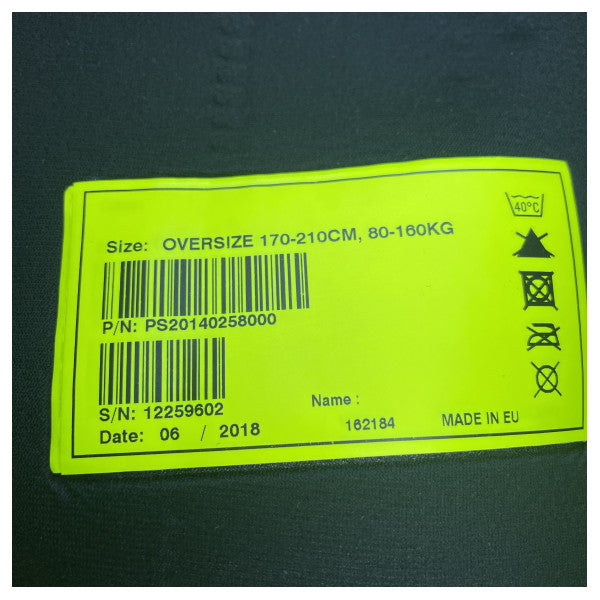 40°C
Size: OVERSIZE 170-210CM, 80-160KG
P/N: PS20140258000
S/N: 12259602
Name :
Date: 06 / 2018
162184
MADE IN EU